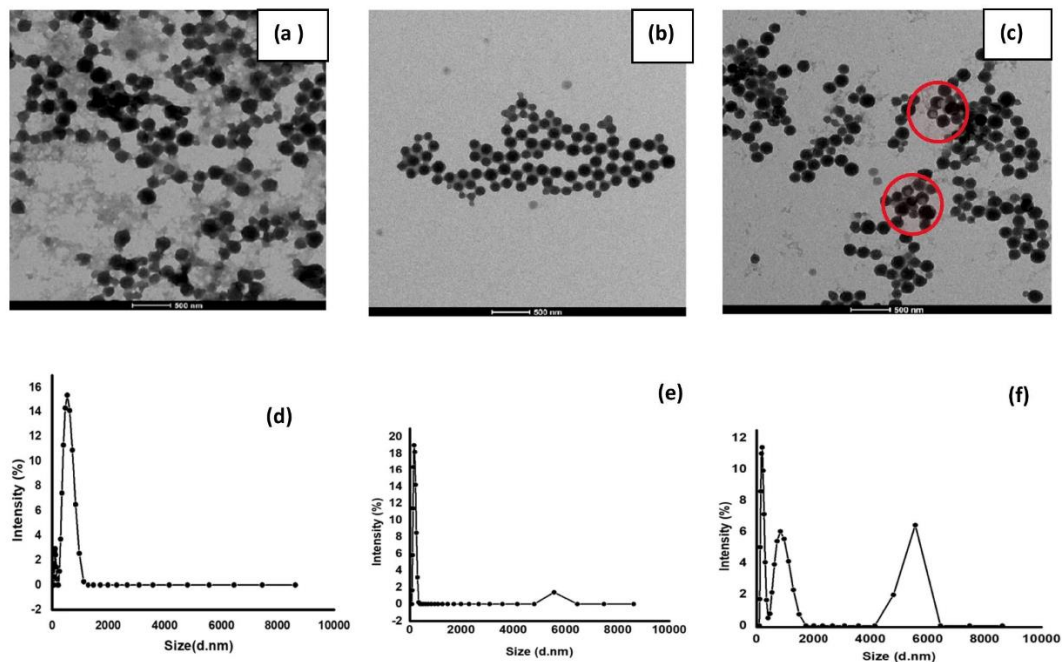 (a )
(b)
(c)
500 nm
500 nm
500 nm
(d)
16
14
12
10
8
6
4
2
0
-2
Intensity (%)
0 2000 4000 6000 8000 10000
Size(d.nm)
(e)
20
18
16
14
12
10
8
6
4
2
0
-2
Intensity (%)
0 2000 4000 6000 8000 10000
Size (d.nm)
(f)
12
10
8
6
4
2
0
Intensity (%)
0 2000 4000 6000 8000 10000
Size (d.nm)